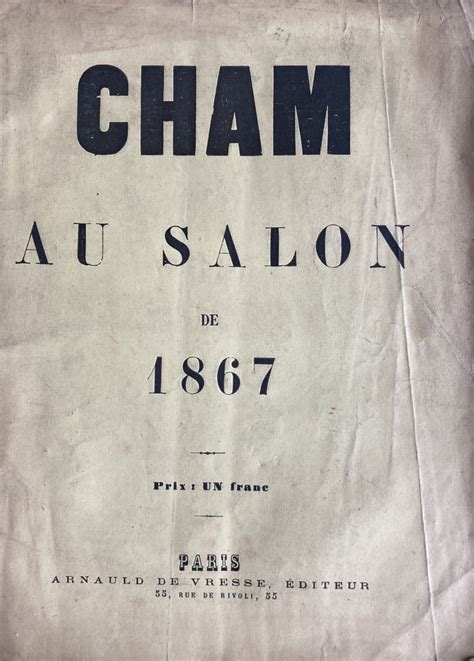 CHAM
AU SALON
DE
1867
Prix : UN franc
PARIS
ARNAULD DE VRESSE, ÉDITEUR
55, RUE DE RIVOLI, 55